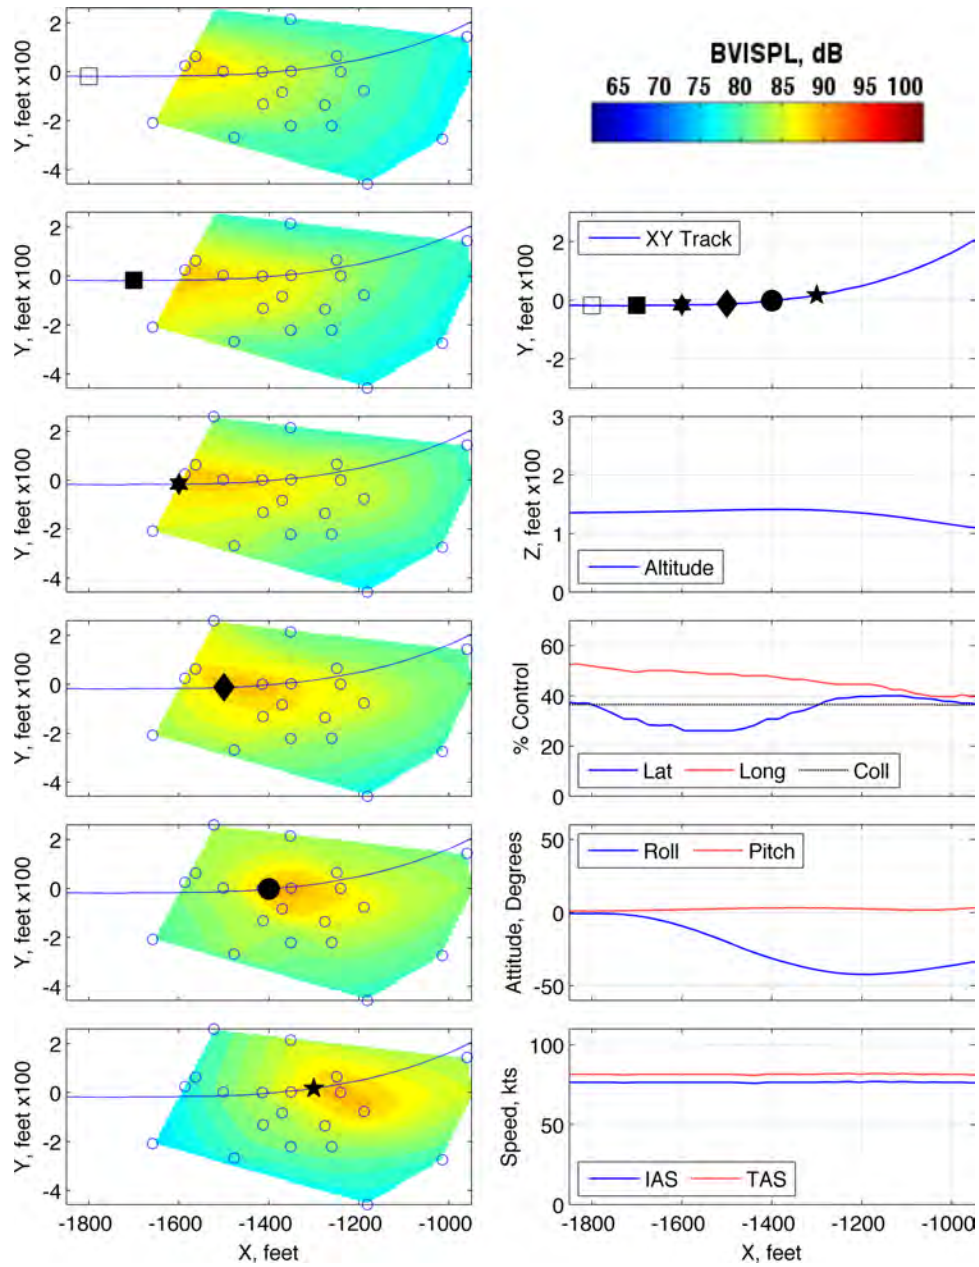 BVISPL, dB
65 70 75 80 85 90 95 100
Y, feet x100
2
0
-2
-4
Y, feet x100
2
0
-2
-4
XY Track
Y, feet x100
2
0
-2
Y, feet x100
2
0
-2
-4
Z, feet x100
3
2
1
0
Altitude
Y, feet x100
2
0
-2
-4
% Control
60
40
20
0
Lat Long Coll
Y, feet x100
2
0
-2
-4
Attitude, Degrees
50
0
-50
Roll Pitch
Y, feet x100
2
0
-2
-4
-1800 -1600 -1400 -1200 -1000
X, feet
Speed, kts
100
50
0
IAS TAS
-1800 -1600 -1400 -1200 -1000
X, feet